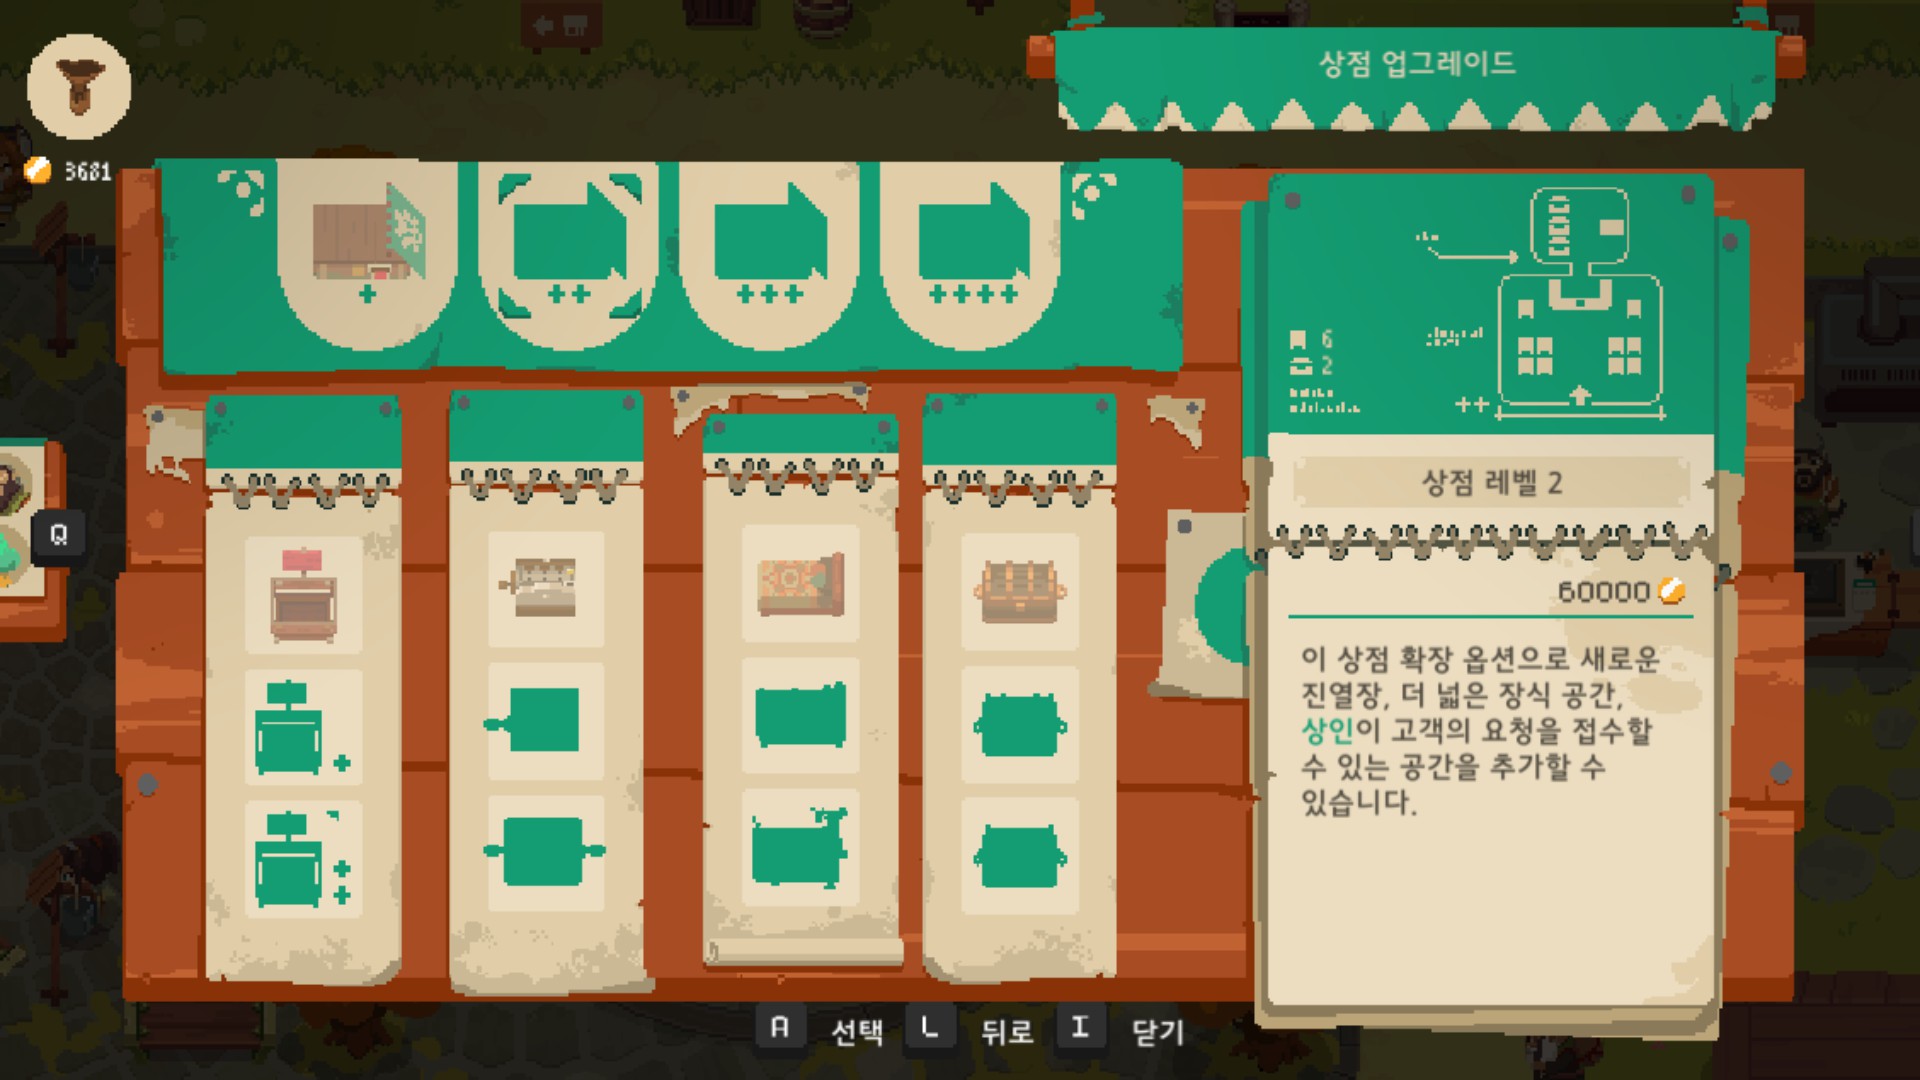 상점 업그레이드
3681
Q
6
2
상점 레벨 2
60000
이 상점 확장 옵션으로 새로운
진열장, 더 넓은 장식 공간,
상인이 고객의 요청을 접수할
수 있는 공간을 추가할 수
있습니다.
A 선택 L 뒤로 I 닫기